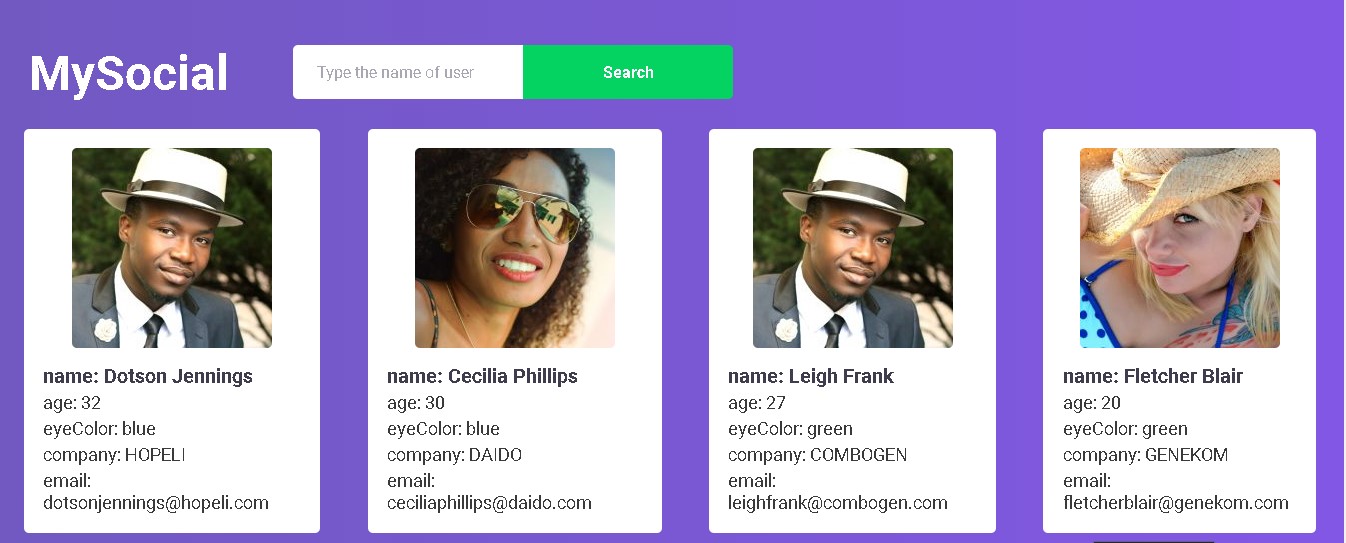 MySocial
Type the name of user
Search
name: Dotson Jennings
age: 32
eyeColor: blue
company: HOPELI
email:
dotsonjennings@hopeli.com
name: Cecilia Phillips
age: 30
eyeColor: blue
company: DAIDO
email:
ceciliaphillips@daido.com
name: Leigh Frank
age: 27
eyeColor: green
company: COMBOGEN
email:
leighfrank@combogen.com
name: Fletcher Blair
age: 20
eyeColor: green
company: GENEKOM
email:
fletcherblair@genekom.com